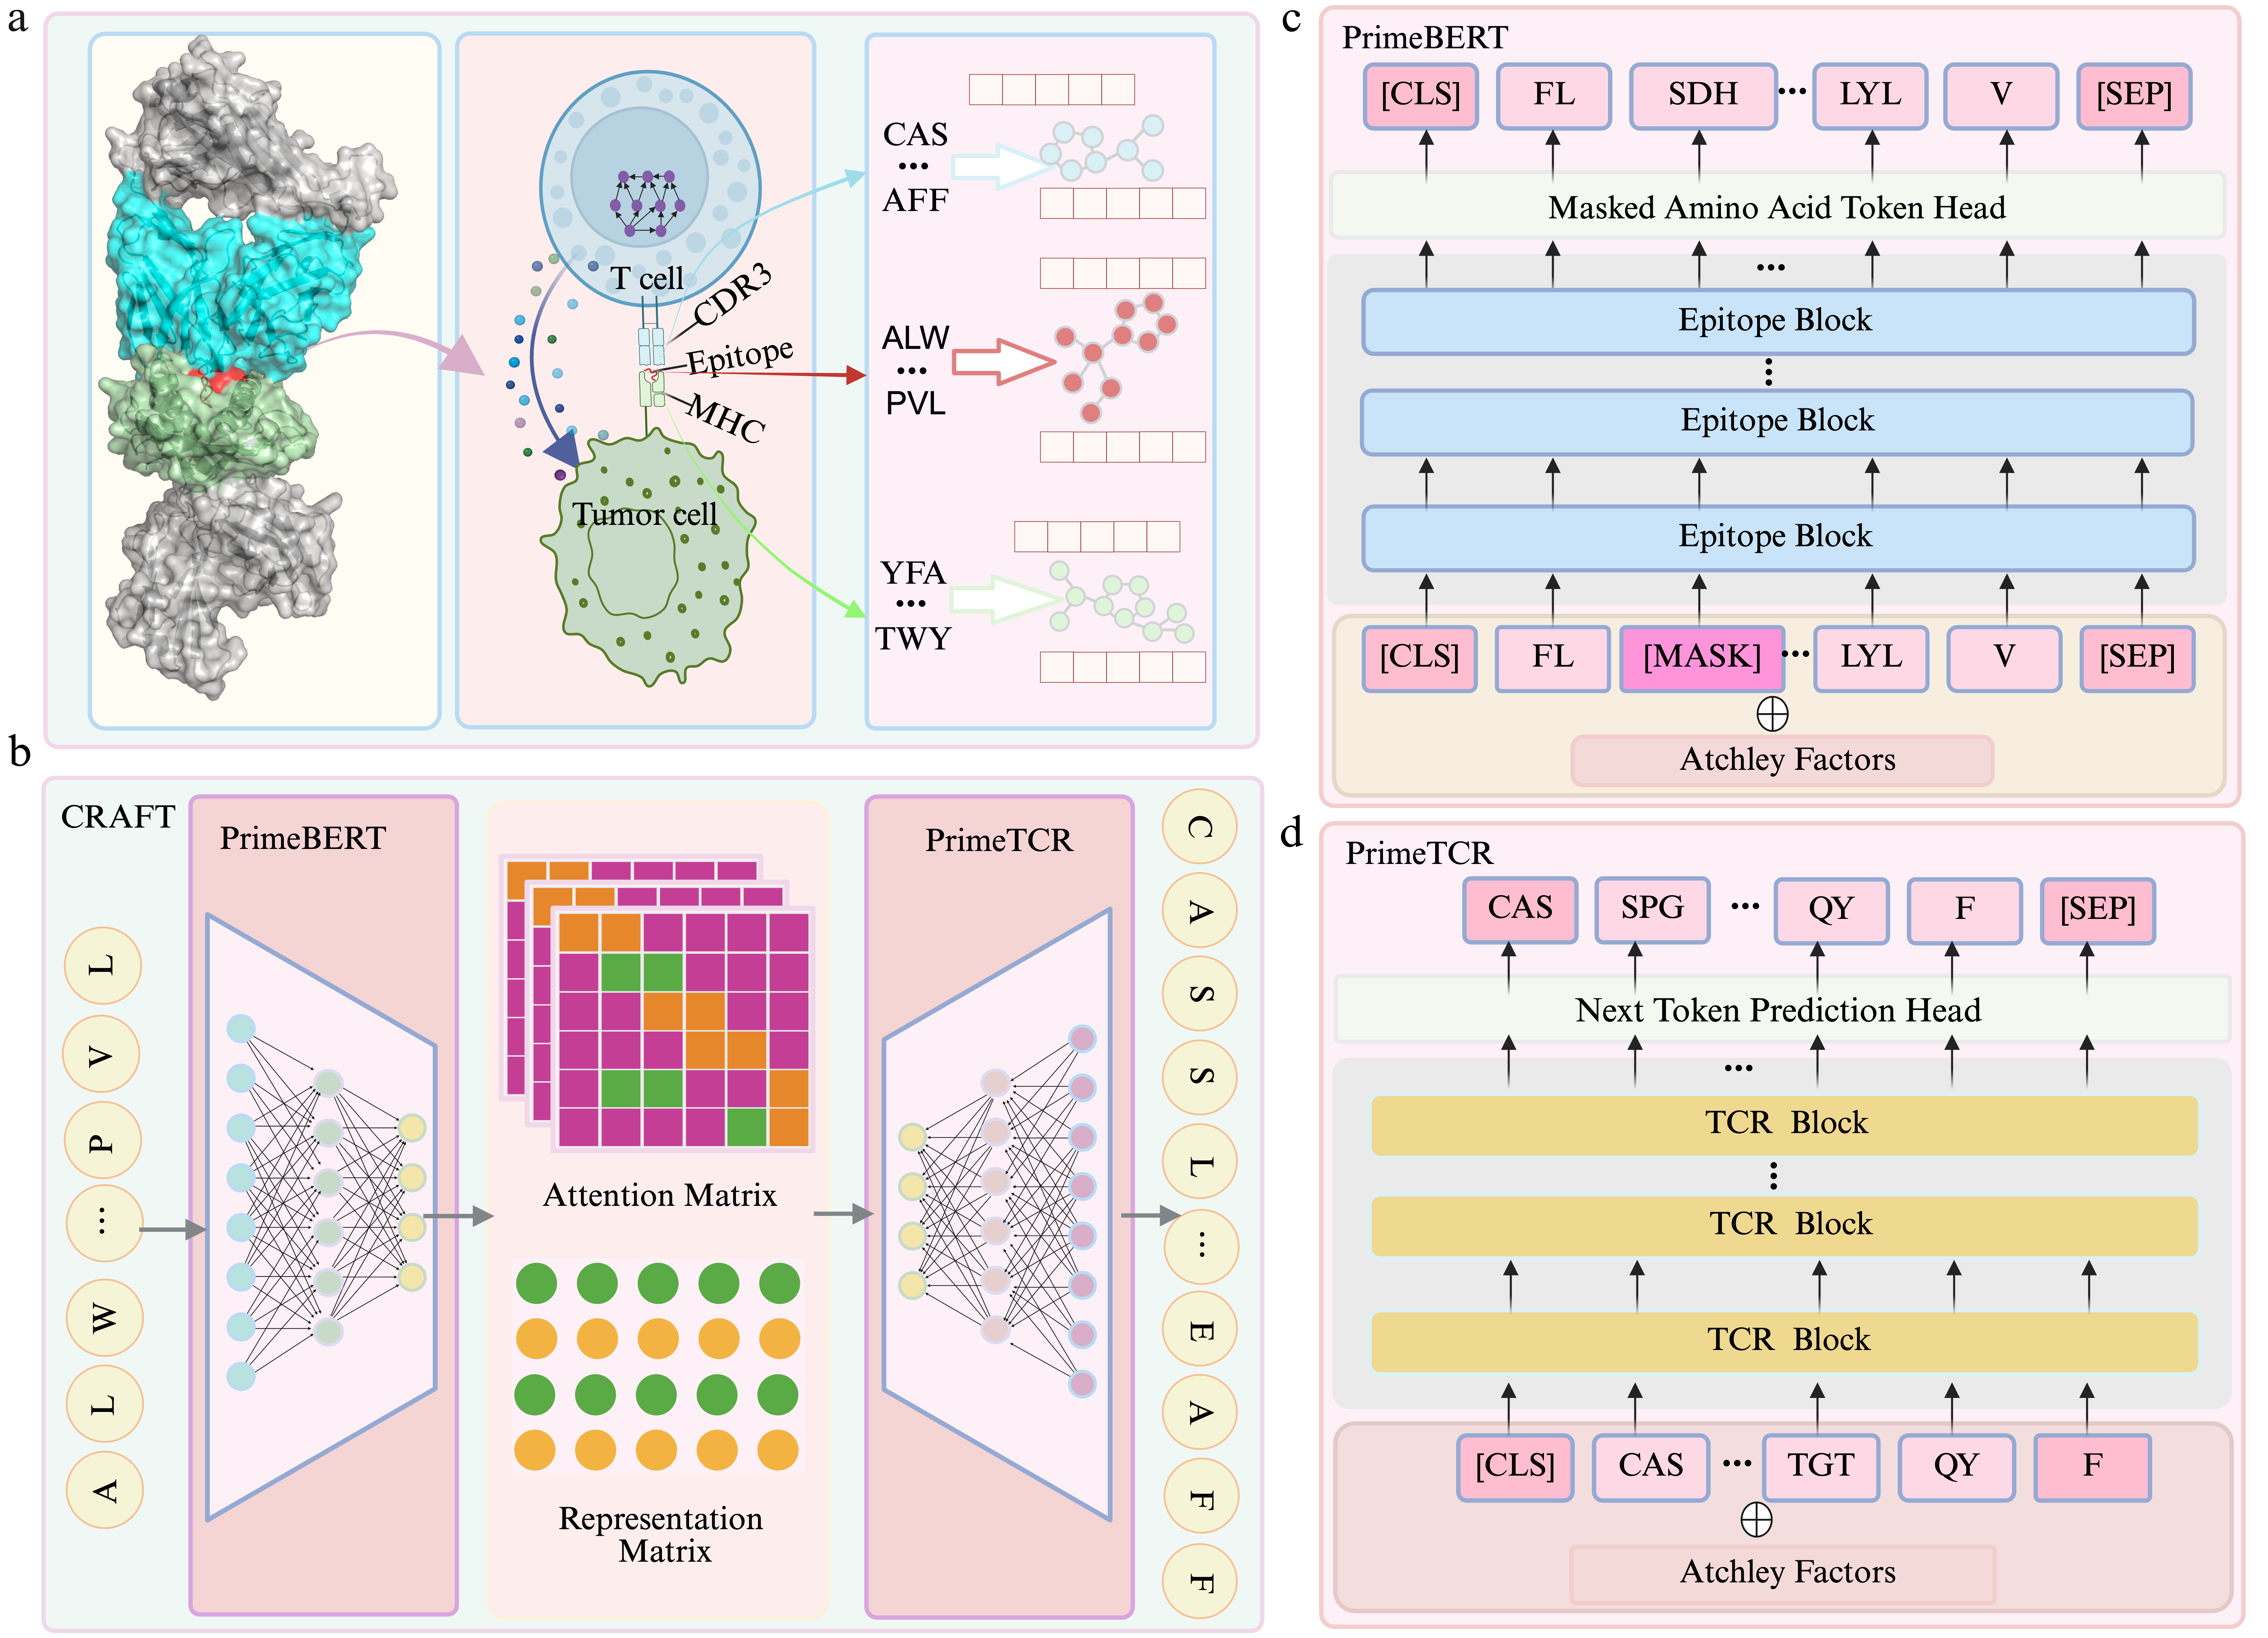 a
T cell
CDR3
Epitope
MHC
Tumor cell
CAS
...
AFF
ALW
...
PVL
YFA
...
TWY
b
CRAFT
PrimeBERT
L
V
P
...
W
L
A
Attention Matrix
Representation
Matrix
PrimeTCR
C
A
S
S
L
...
E
A
F
F
c
PrimeBERT
[CLS] FL SDH ... LYL V [SEP]
Masked Amino Acid Token Head
...
Epitope Block
...
Epitope Block
Epitope Block
[CLS] FL [MASK] ... LYL V [SEP]
Atchley Factors
d
PrimeTCR
CAS SPG ... QY F [SEP]
Next Token Prediction Head
...
TCR Block
...
TCR Block
TCR Block
[CLS] CAS ... TGT QY F
Atchley Factors